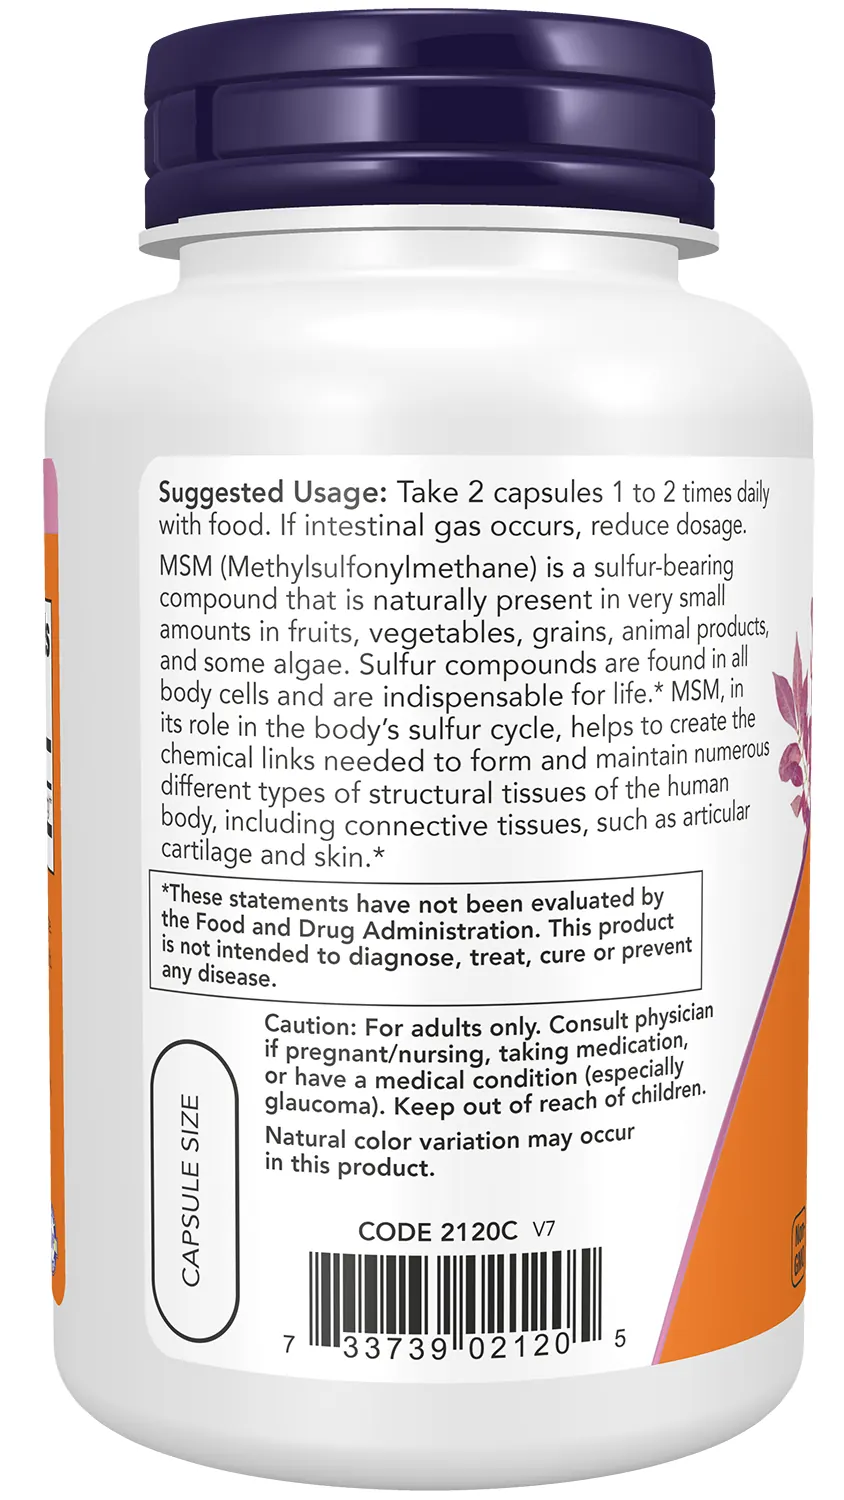 Suggested Usage: Take 2 capsules 1 to 2 times daily
with food. If intestinal gas occurs, reduce dosage.
MSM (Methylsulfonylmethane) is a sulfur-bearing
compound that is naturally present in very small
amounts in fruits, vegetables, grains, animal products,
and some algae. Sulfur compounds are found in all
body cells and are indispensable for life.* MSM, in
its role in the body's sulfur cycle, helps to create the
chemical links needed to form and maintain numerous
different types of structural tissues of the human
body, including connective tissues, such as articular
cartilage and skin.*
*These statements have not been evaluated by
the Food and Drug Administration. This product
is not intended to diagnose, treat, cure or prevent
any disease.
Caution: For adults only. Consult physician
if pregnant/nursing, taking medication,
or have a medical condition (especially
glaucoma). Keep out of reach of children.
Natural color variation may occur
in this product.
CAPSULE SIZE
CODE 2120C V7
7 33739 02120 5
Non-
GMO